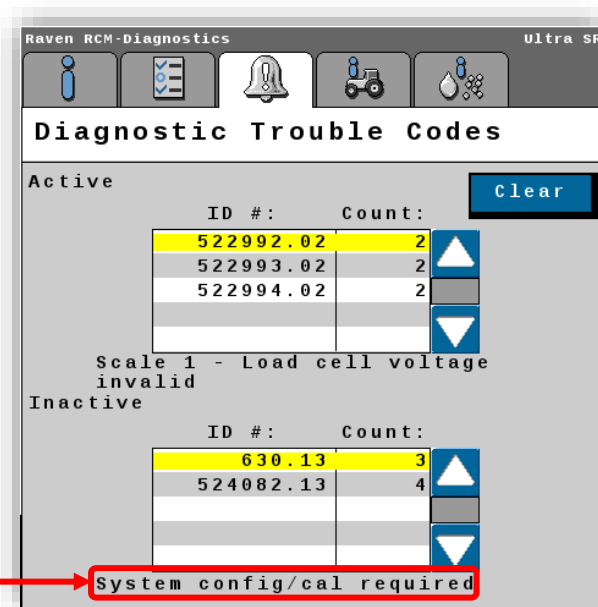 Raven RCM-Diagnostics Ultra SR
Diagnostic Trouble Codes
Active
Clear
ID #: Count:
522992.02 2
522993.02 2
522994.02 2
Scale 1 - Load cell voltage
invalid
Inactive
ID #: Count:
630.13 3
524082.13 4
System config/cal required